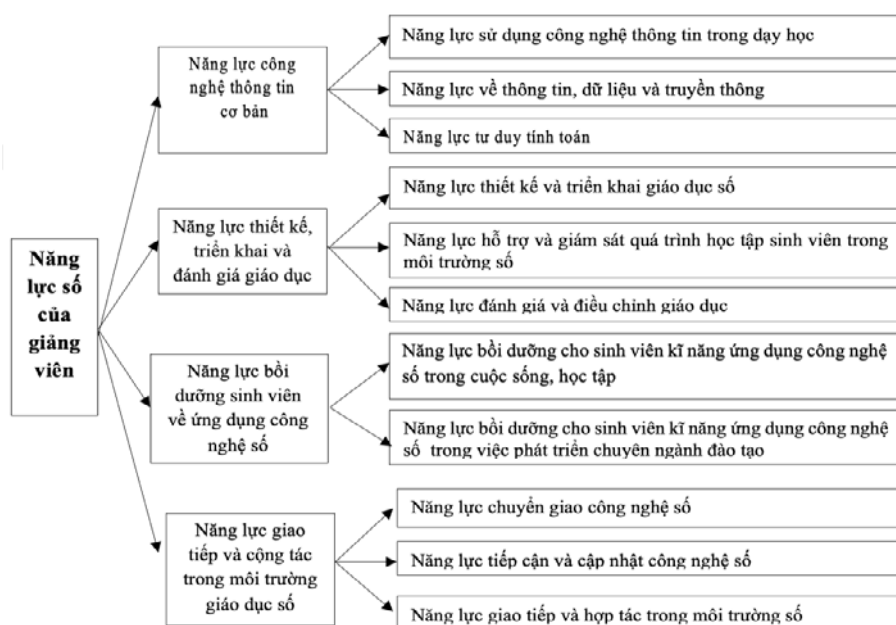 Năng
lực số
của
giảng
viên
Năng lực công
nghệ thông tin
cơ bản
Năng lực sử dụng công nghệ thông tin trong dạy học
Năng lực về thông tin, dữ liệu và truyền thông
Năng lực tư duy tính toán
Năng lực thiết kế,
triển khai và
đánh giá giáo dục
Năng lực thiết kế và triển khai giáo dục số
Năng lực hỗ trợ và giám sát quá trình học tập sinh viên trong
môi trường số
Năng lực đánh giá và điều chỉnh giáo dục
Năng lực bồi
dưỡng sinh viên
về ứng dụng công
nghệ số
Năng lực bồi dưỡng cho sinh viên kĩ năng ứng dụng công nghệ
số trong cuộc sống, học tập
Năng lực bồi dưỡng cho sinh viên kĩ năng ứng dụng công nghệ
số trong việc phát triển chuyên ngành đào tạo
Năng lực giao
tiếp và cộng tác
trong môi trường
giáo dục số
Năng lực chuyển giao công nghệ số
Năng lực tiếp cận và cập nhật công nghệ số
Năng lực giao tiếp và hợp tác trong môi trường số